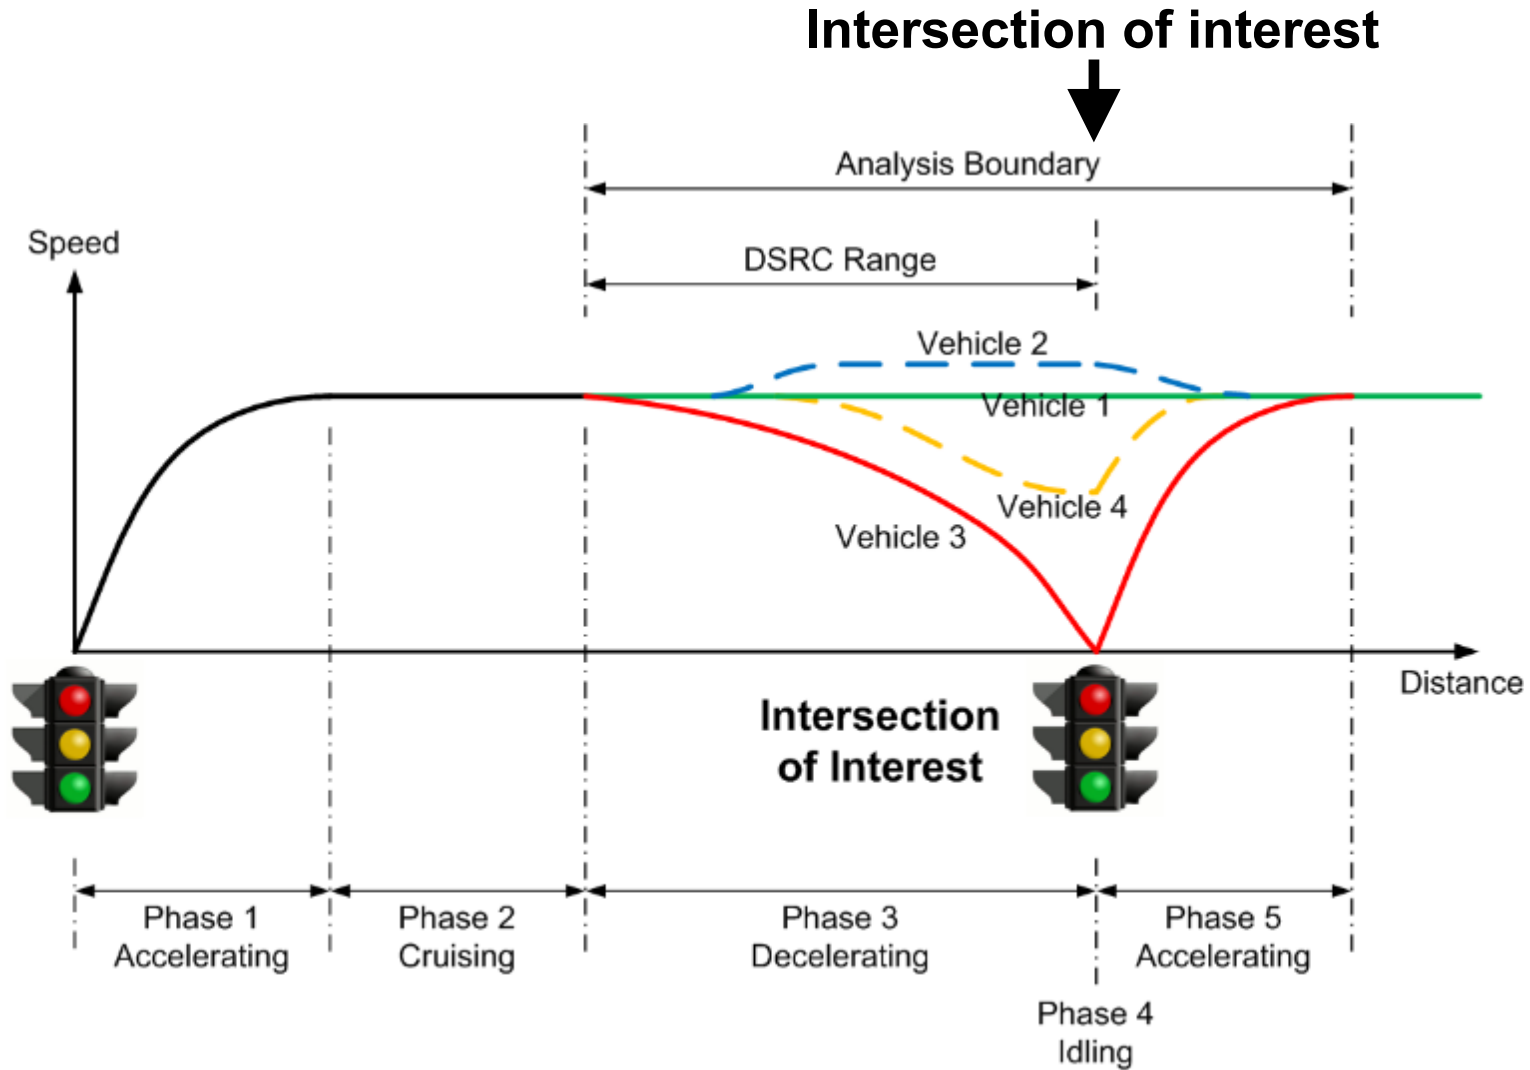 Intersection of interest
Analysis Boundary
Speed
DSRC Range
Vehicle 2
Vehicle 1
Vehicle 4
Vehicle 3
Distance
Intersection
of Interest
Phase 1
Accelerating
Phase 2
Cruising
Phase 3
Decelerating
Phase 5
Accelerating
Phase 4
Idling